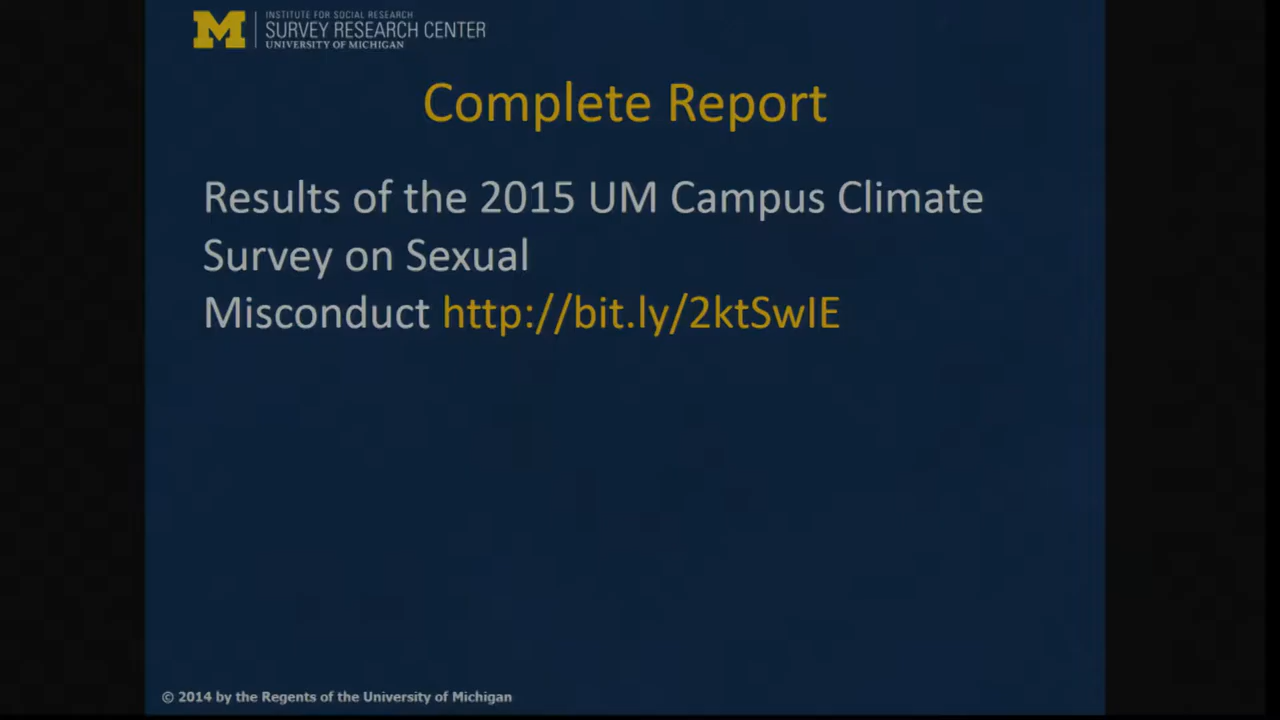 M
INSTITUTE FOR SOCIAL RESEARCH
SURVEY RESEARCH CENTER
UNIVERSITY OF MICHIGAN
Complete Report
Results of the 2015 UM Campus Climate
Survey on Sexual
Misconduct http://bit.ly/2ktSwIE
© 2014 by the Regents of the University of Michigan